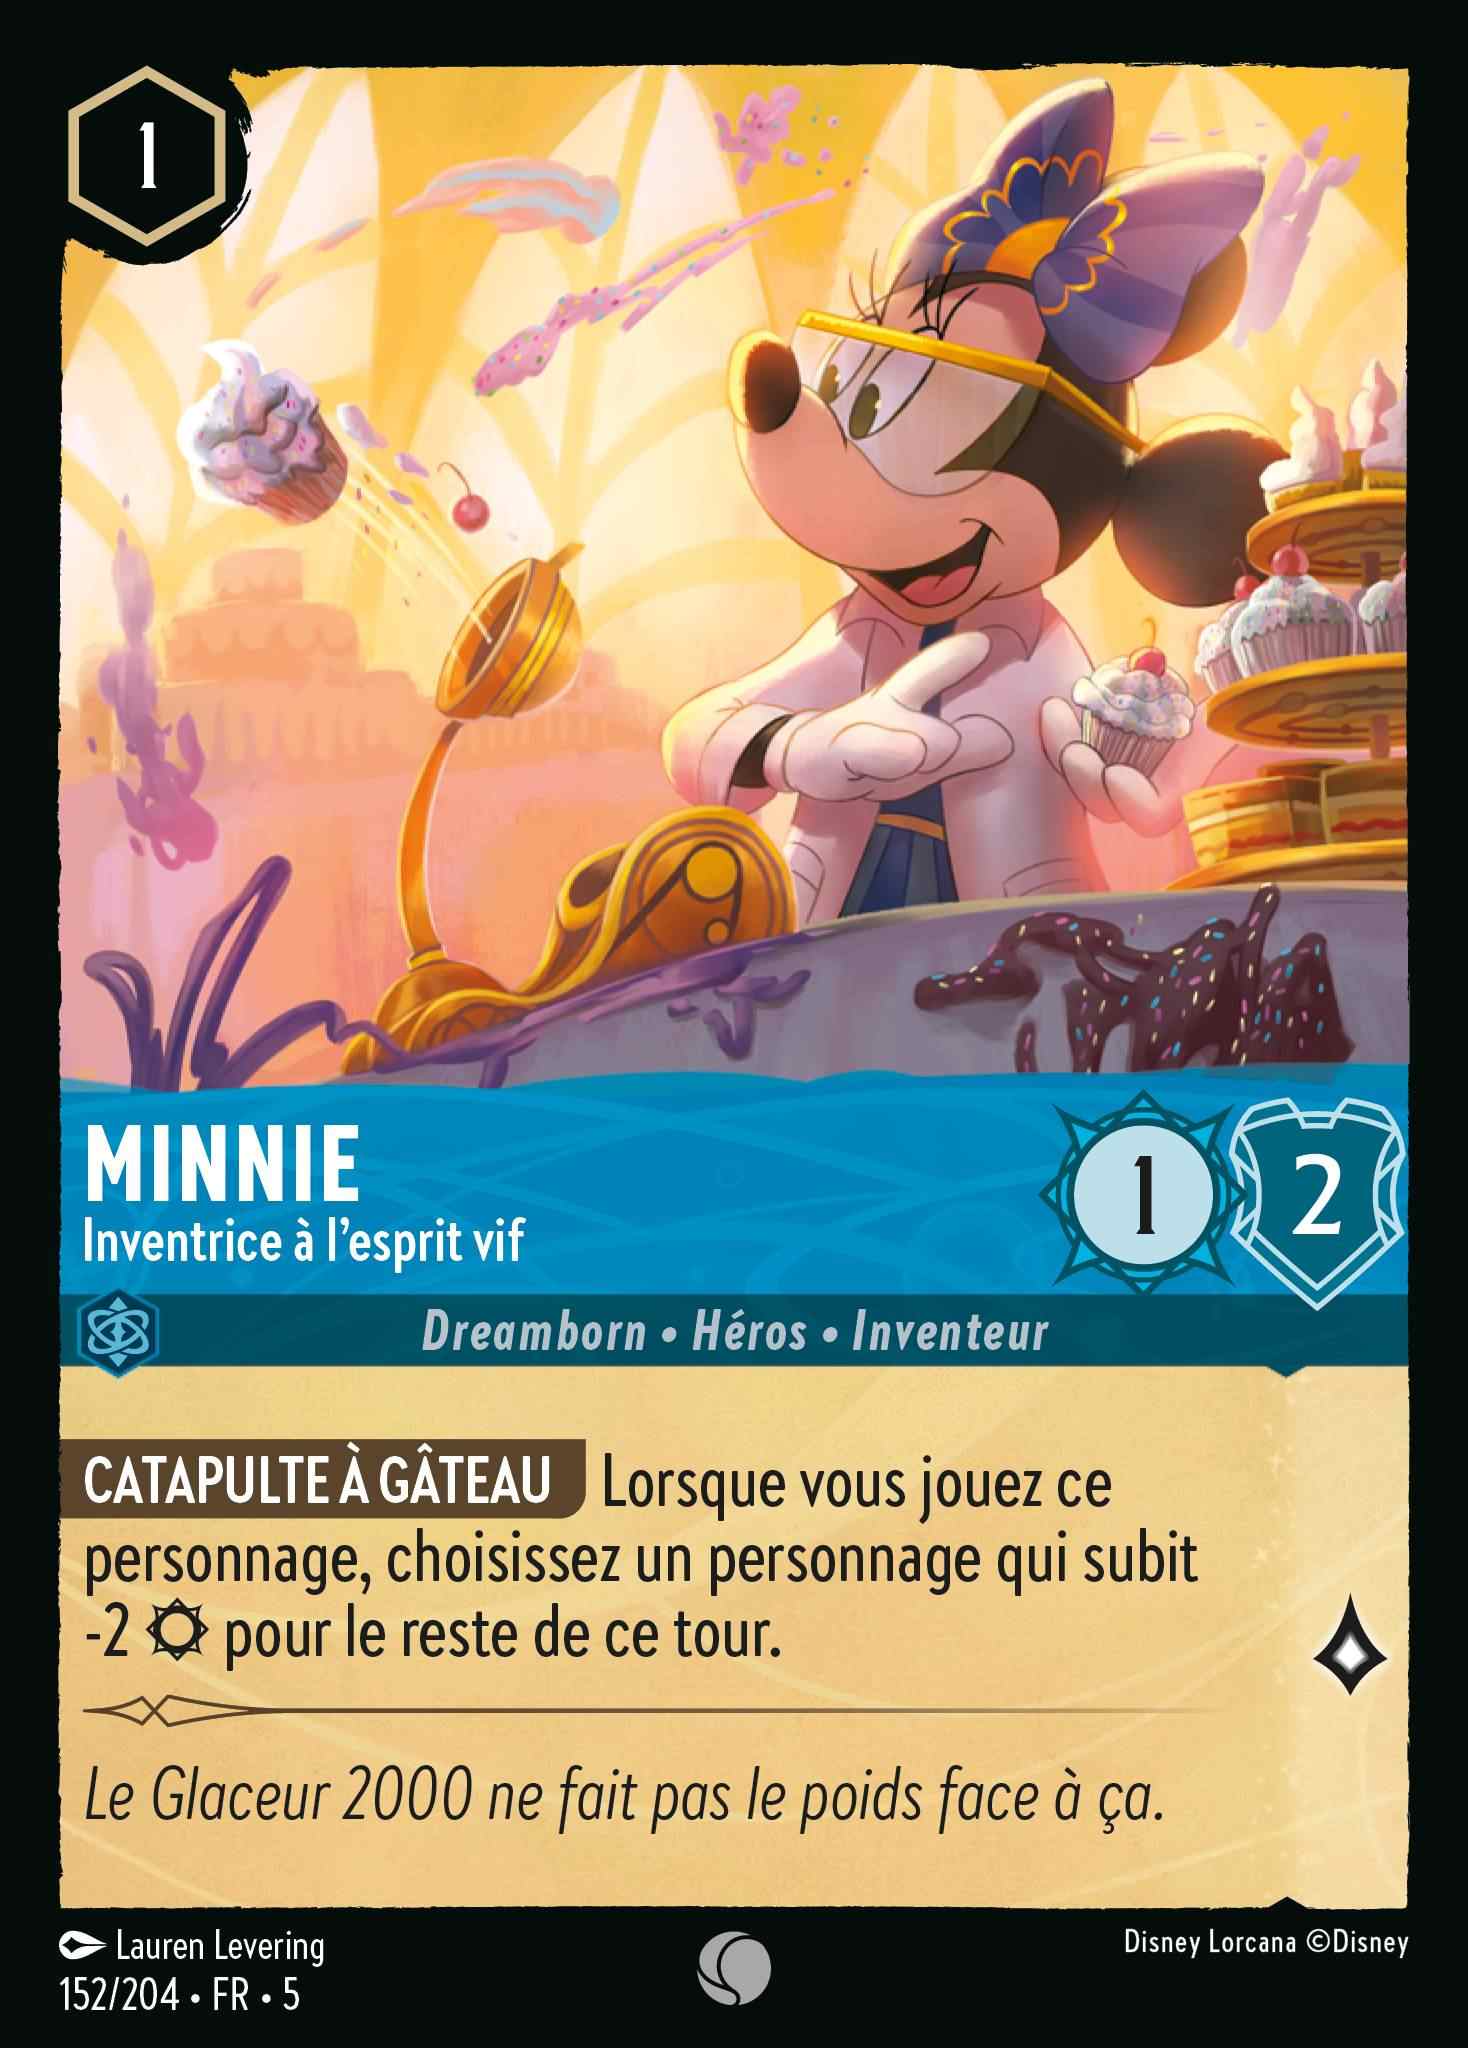 1
MINNIE
Inventrice à l'esprit vif
1
2
Dreamborn • Héros • Inventeur
CATAPULTE À GÂTEAU Lorsque vous jouez ce
personnage, choisissez un personnage qui subit
-2 pour le reste de ce tour.
Le Glaceur 2000 ne fait pas le poids face à ça.
Lauren Levering
Disney Lorcana ©Disney
152/204 • FR • 5